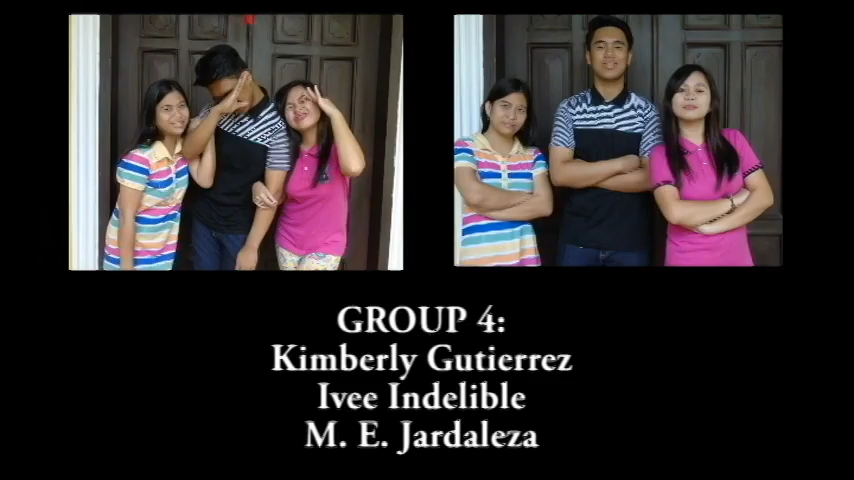 GROUP 4:
Kimberly Gutierrez
Ivee Indelible
M. E. Jardaleza